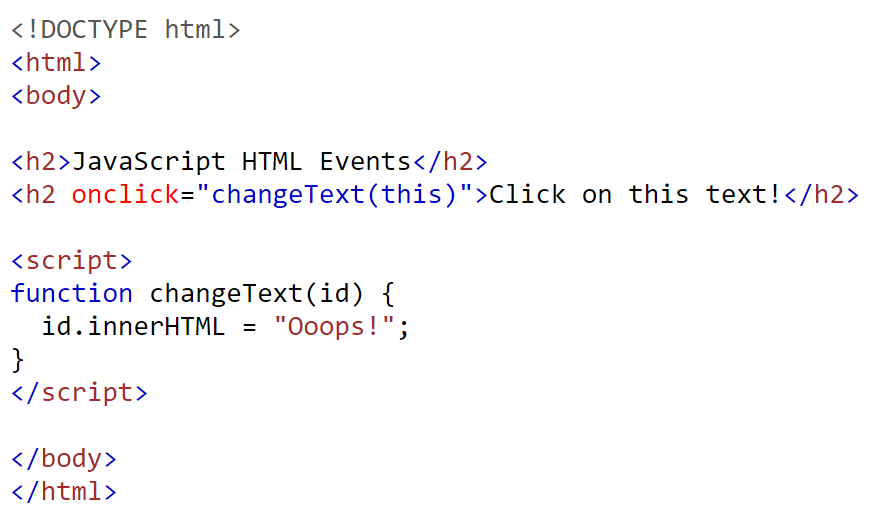 <!DOCTYPE html>
<html>
<body>
<h2>JavaScript HTML Events</h2>
<h2 onclick="changeText(this)">Click on this text!</h2>
<script>
function changeText(id) {
  id.innerHTML = "Ooops!";
}
</script>
</body>
</html>